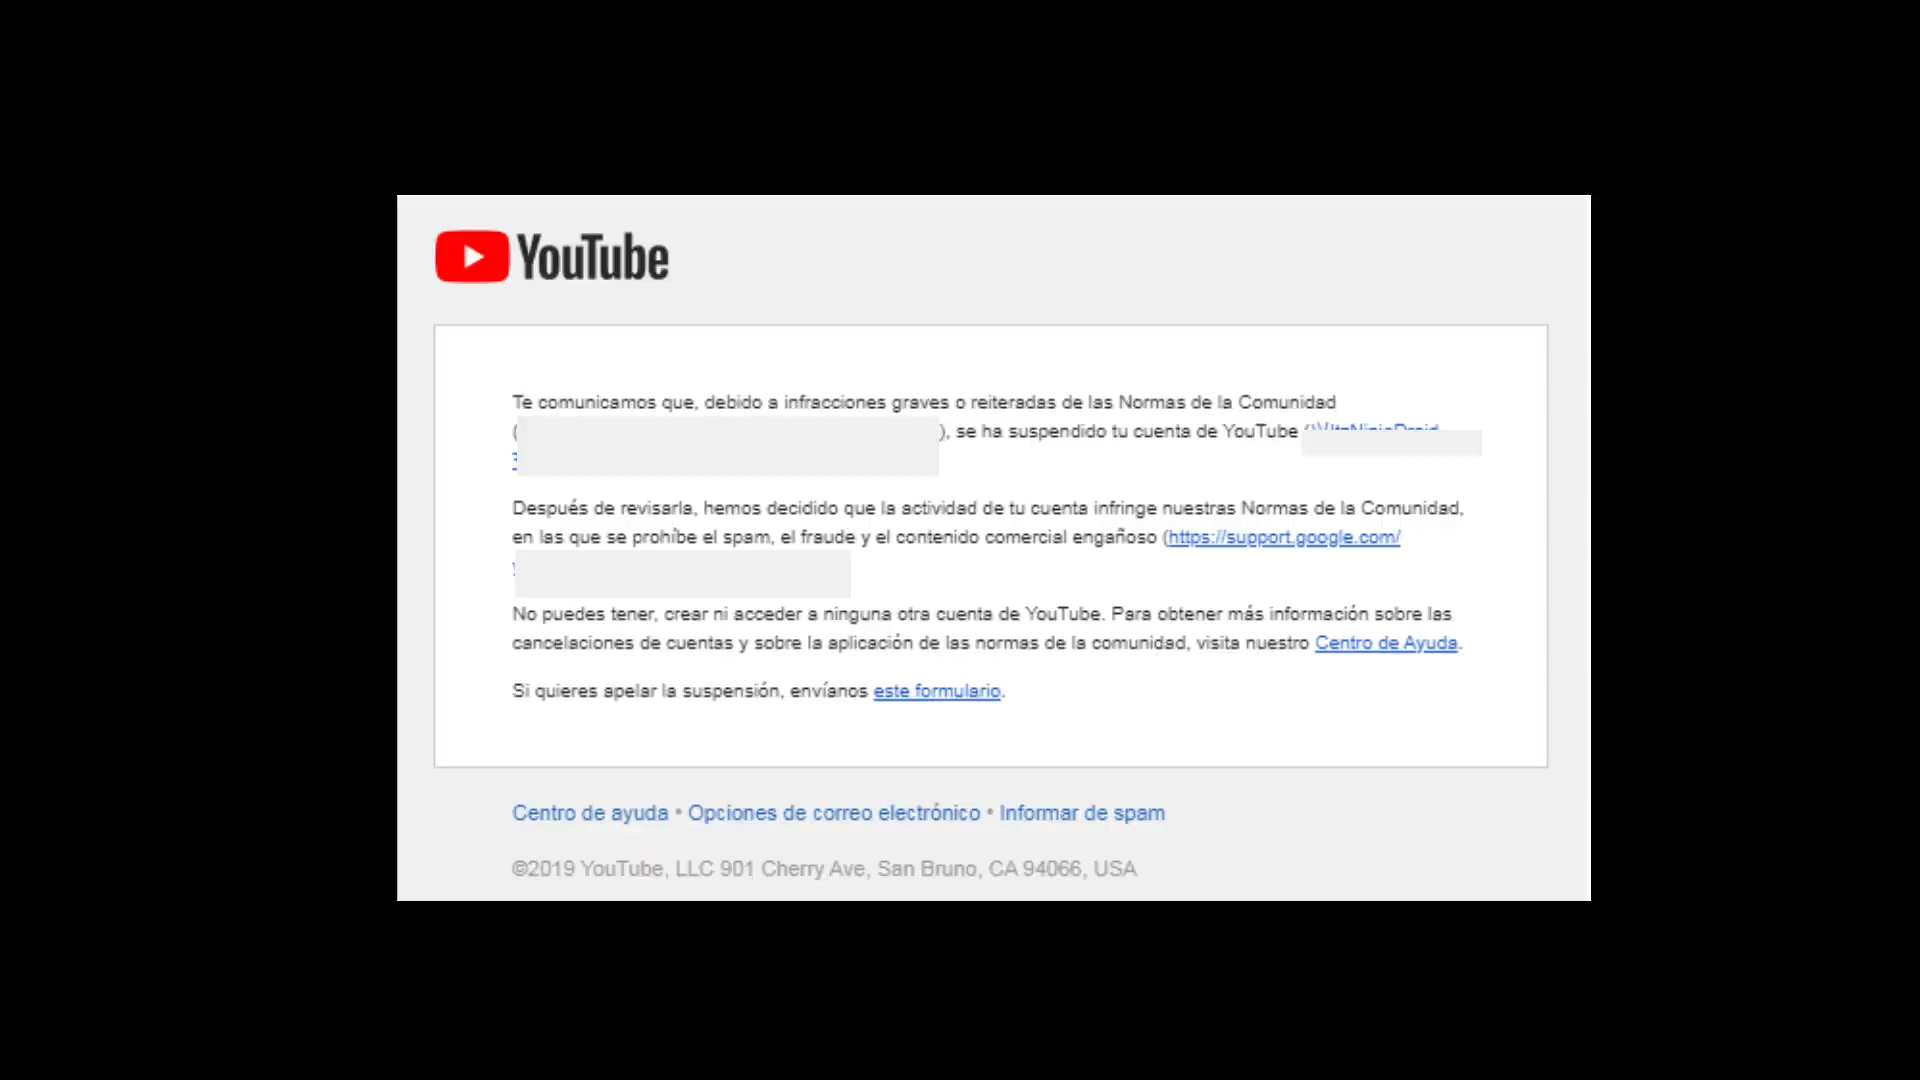 YouTube
Te comunicamos que, debido a infracciones graves o reiteradas de las Normas de la Comunidad
( ), se ha suspendido tu cuenta de YouTube (
Después de revisarla, hemos decidido que la actividad de tu cuenta infringe nuestras Normas de la Comunidad,
en las que se prohíbe el spam, el fraude y el contenido comercial engañoso (https://support.google.com/
No puedes tener, crear ni acceder a ninguna otra cuenta de YouTube. Para obtener más información sobre las
cancelaciones de cuentas y sobre la aplicación de las normas de la comunidad, visita nuestro Centro de Ayuda.
Si quieres apelar la suspensión, envíanos este formulario.
Centro de ayuda • Opciones de correo electrónico • Informar de spam
©2019 YouTube, LLC 901 Cherry Ave, San Bruno, CA 94066, USA